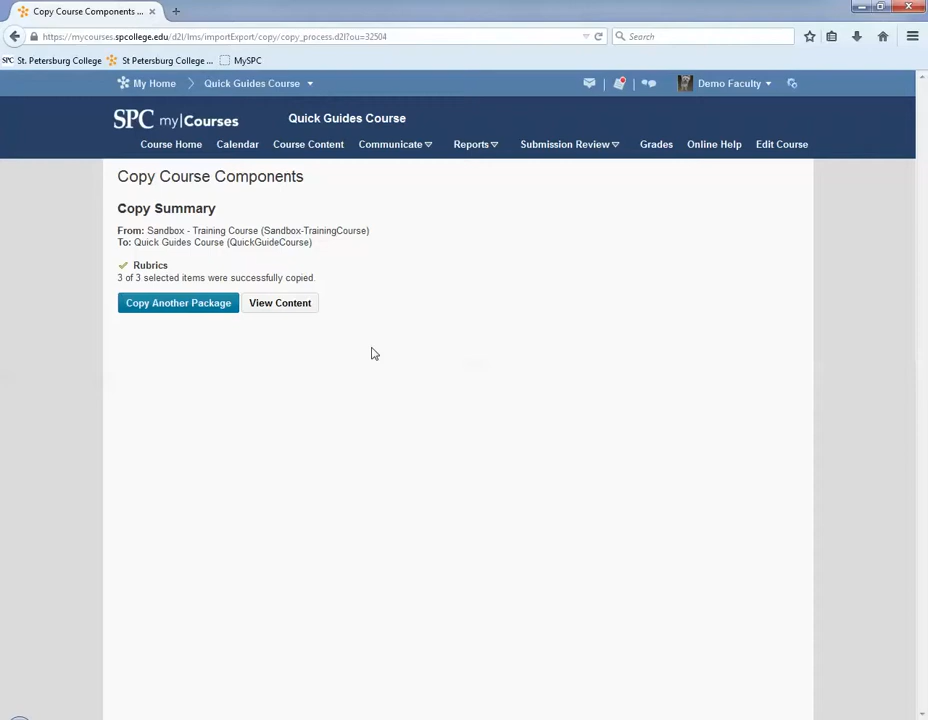 Copy Course Components ...
https://mycourses.spcollege.edu/d2l/lms/importExport/copy/copy_process.d2l?ou=32504
Search
SPC St. Petersburg College
St Petersburg College ...
MySPC
My Home
Quick Guides Course
Demo Faculty
SPC my|Courses
Quick Guides Course
Course Home
Calendar
Course Content
Communicate
Reports
Submission Review
Grades
Online Help
Edit Course
Copy Course Components
Copy Summary
From: Sandbox - Training Course (Sandbox-TrainingCourse)
To: Quick Guides Course (QuickGuideCourse)
Rubrics
3 of 3 selected items were successfully copied.
Copy Another Package
View Content